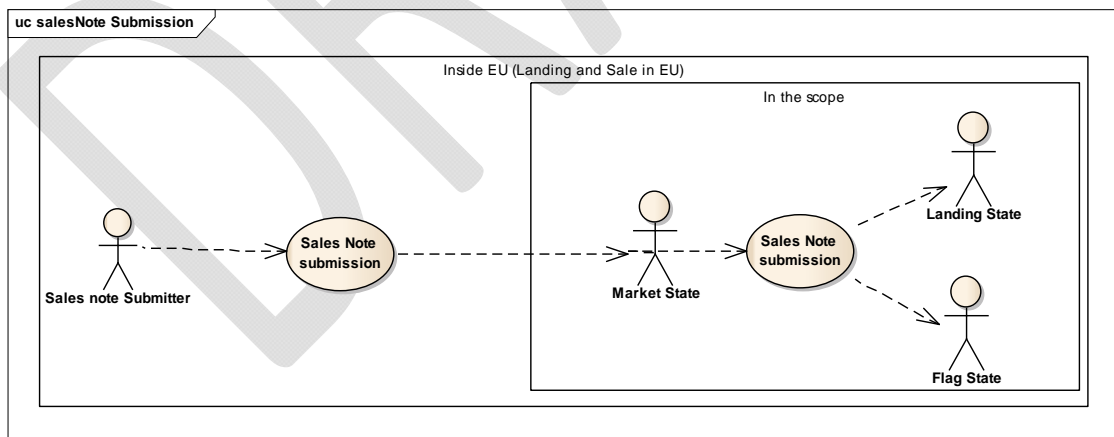 uc salesNote Submission
Inside EU (Landing and Sale in EU)
In the scope
Sales note Submitter
Sales Note
submission
Market State
Sales Note
submission
Landing State
Flag State